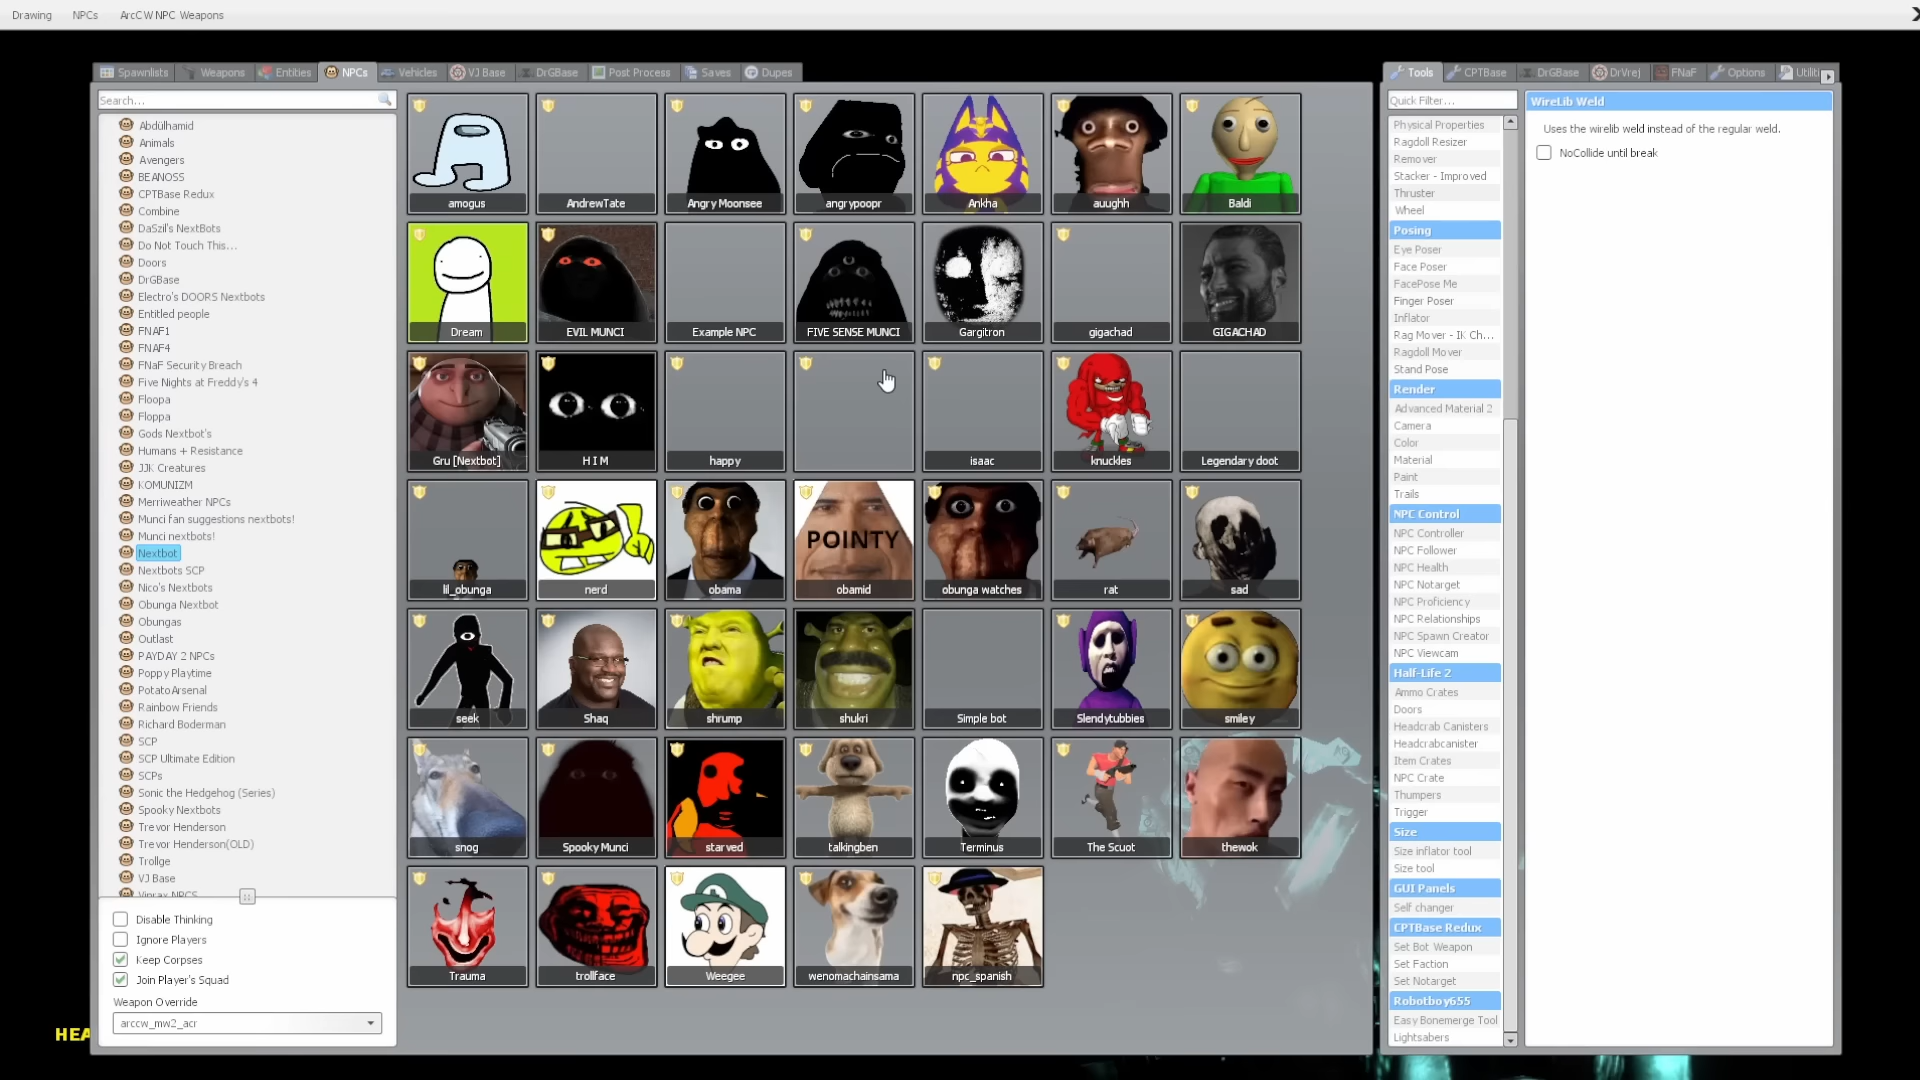 Drawing NPCs ArcCW NPC Weapons
Spawnlists Weapons Entities NPCs Vehicles VJ Base DrGBase Post Process Saves Dupes
Search...
Abdülhamid
Animals
Avengers
BEANOSS
CPTBase Redux
Combine
DaSzil's NextBots
Do Not Touch This...
Doors
DrGBase
Electro's DOORS Nextbots
Entitled people
FNAF1
FNAF4
FNaF Security Breach
Five Nights at Freddy's 4
Floopa
Floppa
Gods Nextbot's
Humans + Resistance
JJK Creatures
KOMUNIZM
Merriweather NPCs
Munci fan suggestions nextbots!
Munci nextbots!
Nextbot
Nextbots SCP
Nico's Nextbots
Obunga Nextbot
Obungas
Outlast
PAYDAY 2 NPCs
Poppy Playtime
PotatoArsenal
Rainbow Friends
Richard Boderman
SCP
SCP Ultimate Edition
SCPs
Sonic the Hedgehog (Series)
Spooky Nextbots
Trevor Henderson
Trevor Henderson(OLD)
Trollge
VJ Base
Disable Thinking
Ignore Players
Keep Corpses
Join Player's Squad
Weapon Override
arccw_mw2_acr
HEA
amogus AndrewTate Angry Moonsee angrypoopr Ankha auughh Baldi
Dream EVIL MUNCI Example NPC FIVE SENSE MUNCI Gargitron gigachad GIGACHAD
Gru [Nextbot] H I M happy isaac knuckles Legendary doot
POINTY
lil_obunga nerd obama obamid obunga watches rat sad
seek Shaq shrump shukri Simple bot Slendytubbies smiley
snog Spooky Munci starved talkingben Terminus The Scuot thewok
Trauma trollface Weegee wenomachainsama npc_spanish
Tools CPTBase DrGBase DrVrej FNaF Options Utiliti
Quick Filter...
Physical Properties
Ragdoll Resizer
Remover
Stacker - Improved
Thruster
Wheel
Posing
Eye Poser
Face Poser
FacePose Me
Finger Poser
Inflator
Rag Mover - IK Ch...
Ragdoll Mover
Stand Pose
Render
Advanced Material 2
Camera
Color
Material
Paint
Trails
NPC Control
NPC Controller
NPC Follower
NPC Health
NPC Notarget
NPC Proficiency
NPC Relationships
NPC Spawn Creator
NPC Viewcam
Half-Life 2
Ammo Crates
Doors
Headcrab Canisters
Headcrabcanister
Item Crates
NPC Crate
Thumpers
Trigger
Size
Size inflator tool
Size tool
GUI Panels
Self changer
CPTBase Redux
Set Bot Weapon
Set Faction
Set Notarget
Robotboy655
Easy Bonemerge Tool
Lightsabers
WireLib Weld
Uses the wirelib weld instead of the regular weld.
NoCollide until break